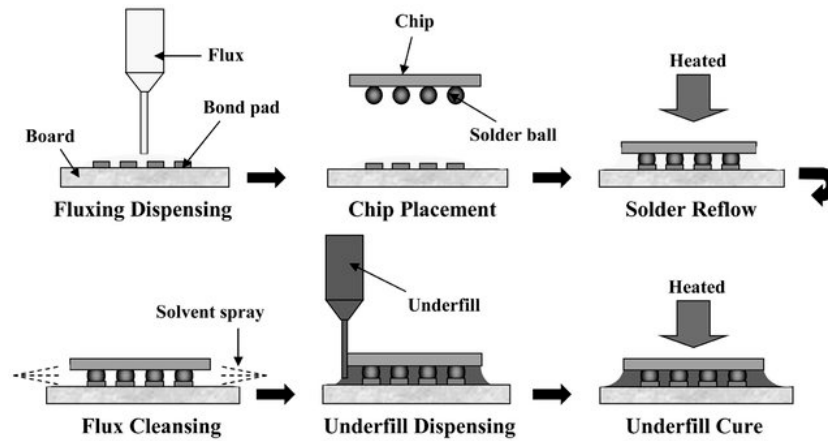 Flux
Bond pad
Board
Fluxing Dispensing
Chip
Solder ball
Chip Placement
Heated
Solder Reflow
Solvent spray
Flux Cleansing
Underfill
Underfill Dispensing
Heated
Underfill Cure